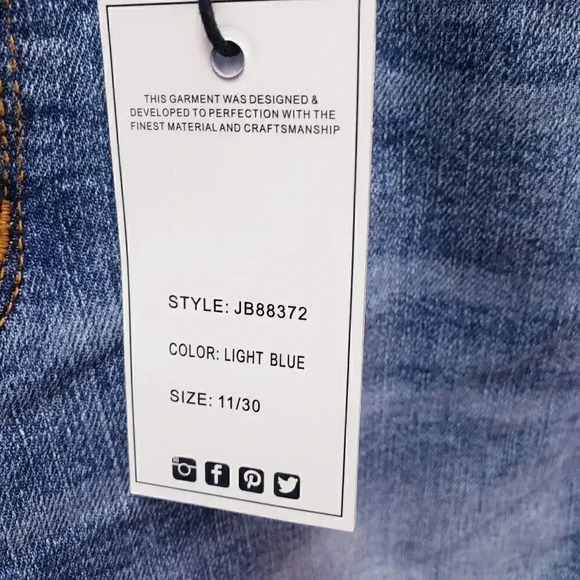 THIS GARMENT WAS DESIGNED &
DEVELOPED TO PERFECTION WITH THE
FINEST MATERIAL AND CRAFTSMANSHIP
STYLE: JB88372
COLOR: LIGHT BLUE
SIZE: 11/30